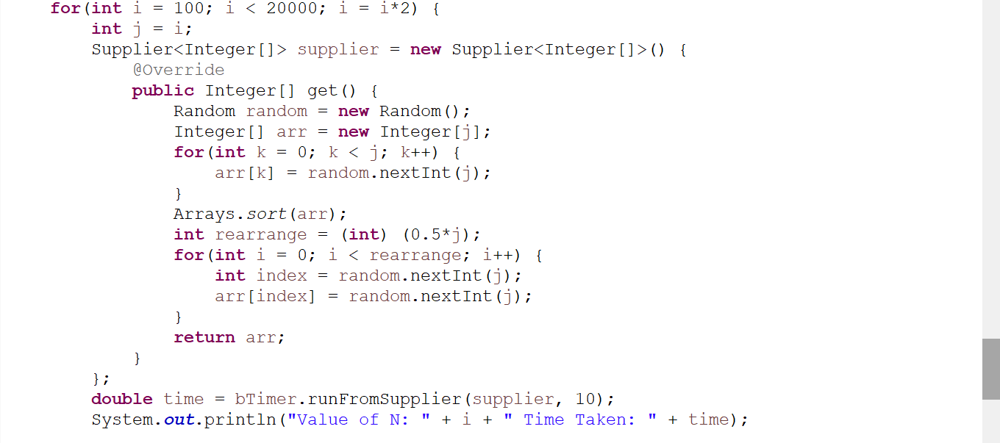 for(int i = 100; i < 20000; i = i*2) {
    int j = i;
    Supplier<Integer[]> supplier = new Supplier<Integer[]>() {
        @Override
        public Integer[] get() {
            Random random = new Random();
            Integer[] arr = new Integer[j];
            for(int k = 0; k < j; k++) {
                arr[k] = random.nextInt(j);
            }
            Arrays.sort(arr);
            int rearrange = (int) (0.5*j);
            for(int i = 0; i < rearrange; i++) {
                int index = random.nextInt(j);
                arr[index] = random.nextInt(j);
            }
            return arr;
        }
    };
    double time = bTimer.runFromSupplier(supplier, 10);
    System.out.println("Value of N: " + i + " Time Taken: " + time);